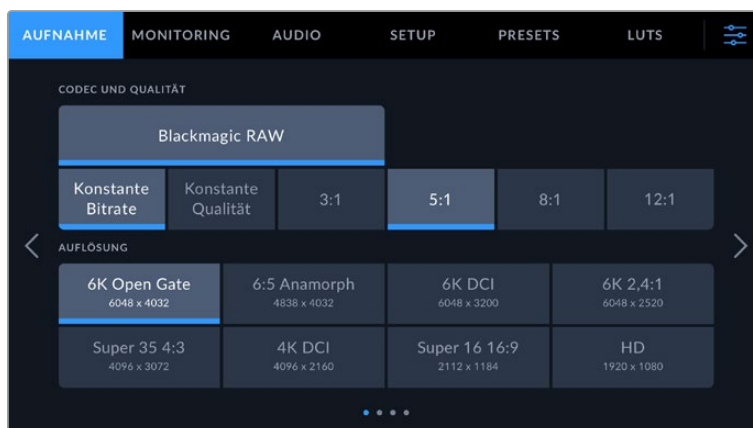 AUFNAHME MONITORING AUDIO SETUP PRESETS LUTS
CODEC UND QUALITÄT
Blackmagic RAW
Konstante Bitrate Konstante Qualität 3:1 5:1 8:1 12:1
AUFLÖSUNG
6K Open Gate 6:5 Anamorph 6K DCI 6K 2,4:1
6048 x 4032 4838 x 4032 6048 x 3200 6048 x 2520
Super 35 4:3 4K DCI Super 16 16:9 HD
4096 x 3072 4096 x 2160 2112 x 1184 1920 x 1080